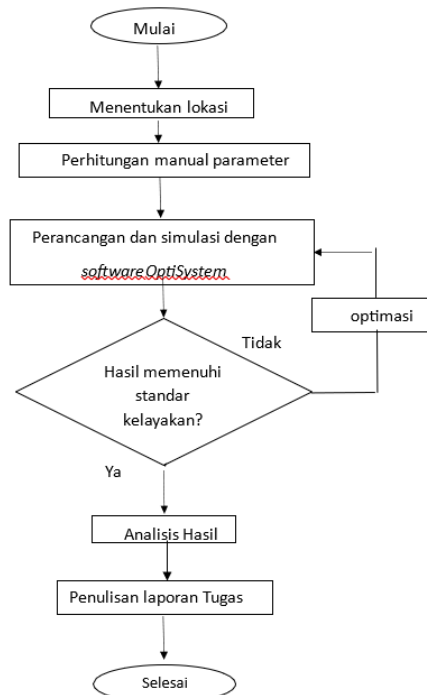 Mulai
Menentukan lokasi
Perhitungan manual parameter
Perancangan dan simulasi dengan
software OptiSystem
optimasi
Tidak
Hasil memenuhi
standar
kelayakan?
Ya
Analisis Hasil
Penulisan laporan Tugas
Selesai